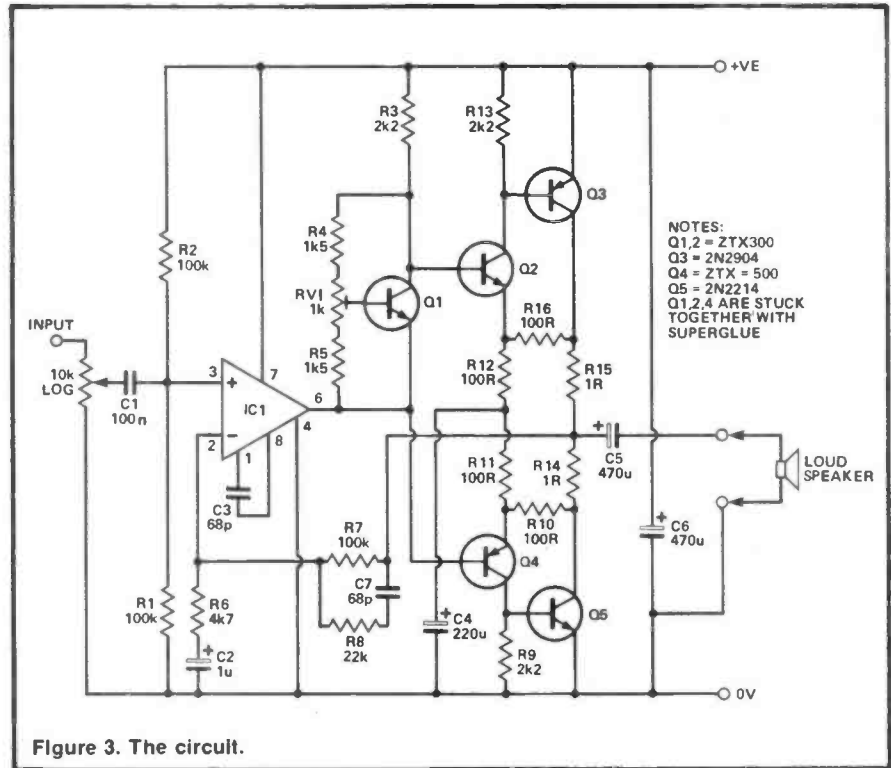 +VE
R3
2k2
R13
2k2
Q3
R2
100k
R4
1k5
RV1
1k
Q1
Q2
NOTES:
Q1,2 = ZTX300
Q3 = 2N2904
Q4 = ZTX = 500
Q5 = 2N2214
Q1,2,4 ARE STUCK
TOGETHER WITH
SUPERGLUE
INPUT
R5
1k5
R16
100R
R12
100R
R15
1R
10k
LOG
C1
100n
3
+
7
IC1
6
4
2
−
1
8
C3
68p
+
C5
470u
R11
100R
R14
1R
LOUD
SPEAKER
R7
100k
R10
100R
+
C6
470u
Q4
C7
68p
R1
100k
R6
4k7
R8
22k
+
C4
220u
Q5
+
C2
1u
R9
2k2
0V
Figure 3. The circuit.